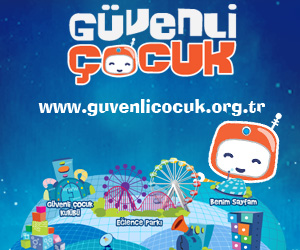 GÜVENLİ
ÇOCUK
www.guvenlicocuk.org.tr
GÜVENLİ ÇOCUK
KULÜBÜ
Eğlence Parkı
Benim Sayfam